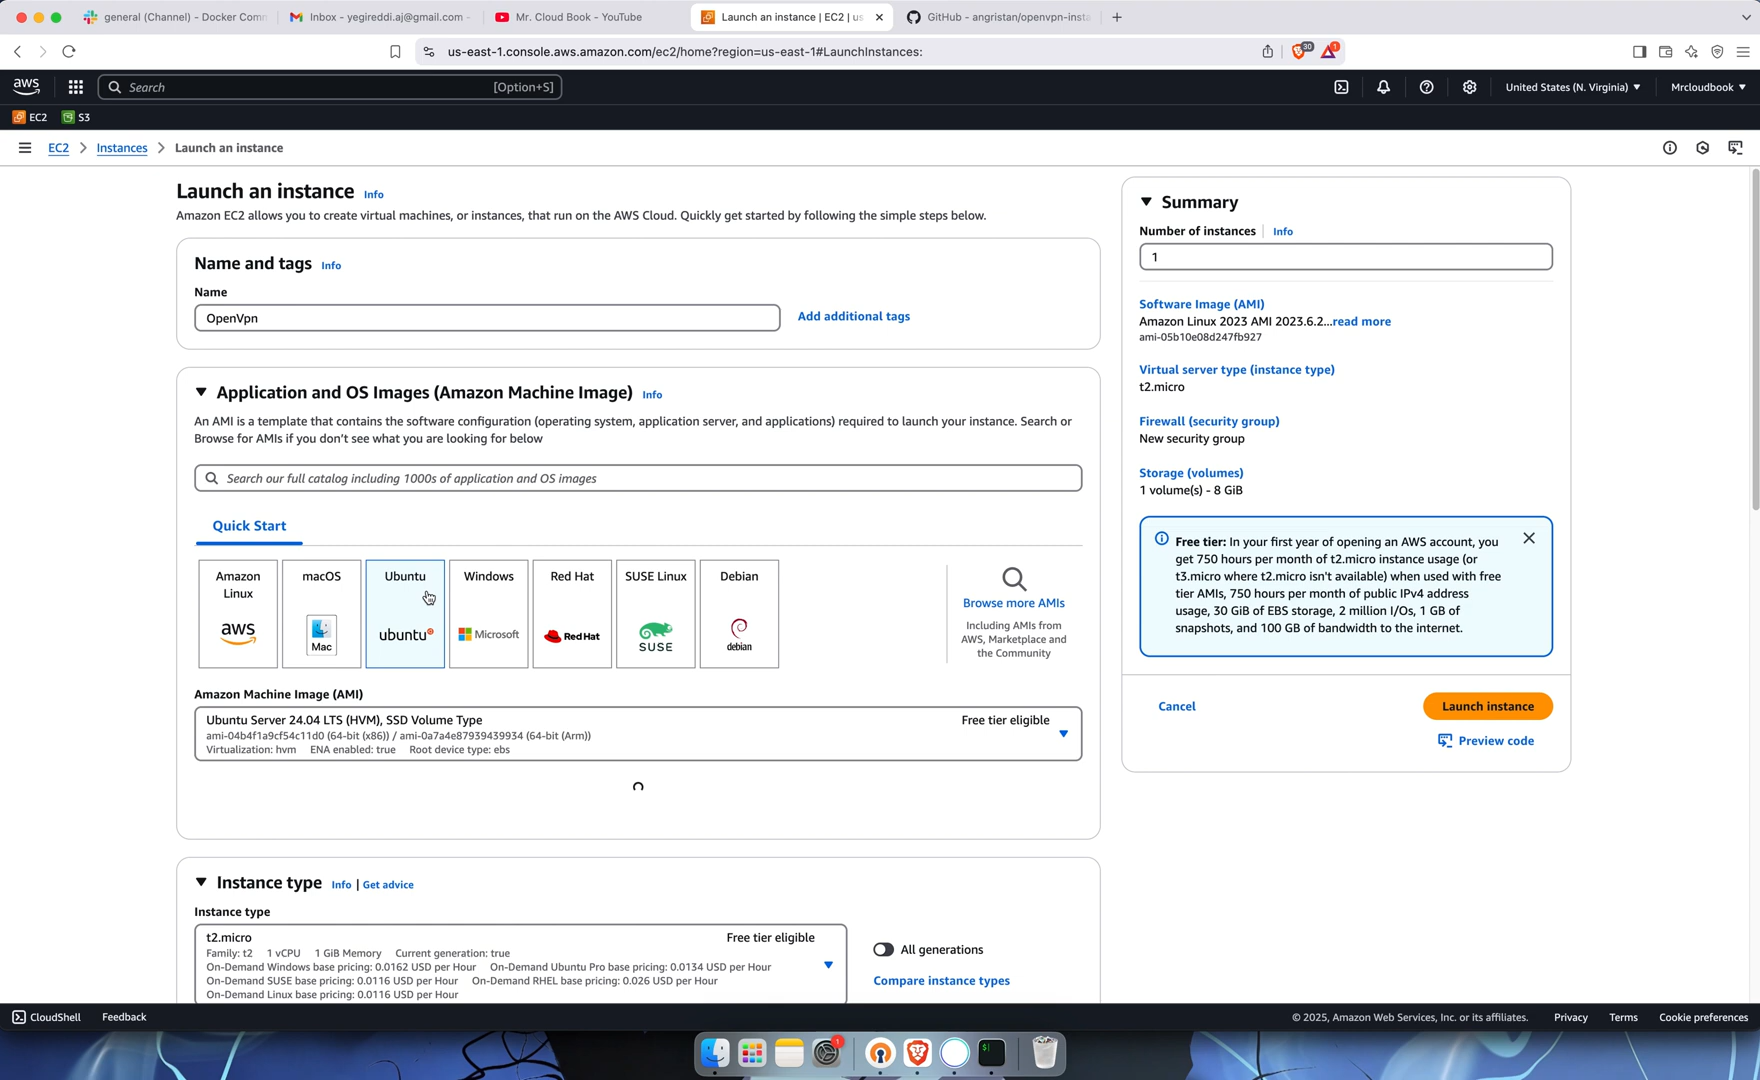 general (Channel) - Docker Comm
Inbox - yegireddi.aj@gmail.com -
Mr. Cloud Book - YouTube
Launch an instance | EC2 | us
GitHub - angristan/openvpn-insta
us-east-1.console.aws.amazon.com/ec2/home?region=us-east-1#LaunchInstances:
30
1
aws
Search
[Option+S]
United States (N. Virginia)
Mrcloudbook
EC2
S3
EC2 > Instances > Launch an instance
Launch an instance Info
Amazon EC2 allows you to create virtual machines, or instances, that run on the AWS Cloud. Quickly get started by following the simple steps below.
Name and tags Info
Name
OpenVpn
Add additional tags
Application and OS Images (Amazon Machine Image) Info
An AMI is a template that contains the software configuration (operating system, application server, and applications) required to launch your instance. Search or
Browse for AMIs if you don't see what you are looking for below
Search our full catalog including 1000s of application and OS images
Quick Start
Amazon
Linux
aws
macOS
Mac
Ubuntu
ubuntu
Windows
Microsoft
Red Hat
Red Hat
SUSE Linux
SUSE
Debian
debian
Browse more AMIs
Including AMIs from
AWS, Marketplace and
the Community
Amazon Machine Image (AMI)
Ubuntu Server 24.04 LTS (HVM), SSD Volume Type
Free tier eligible
ami-04b4f1a9cf54c11d0 (64-bit (x86)) / ami-0a7a4e87939439934 (64-bit (Arm))
Virtualization: hvm ENA enabled: true Root device type: ebs
Instance type Info | Get advice
Instance type
t2.micro
Free tier eligible
Family: t2 1 vCPU 1 GiB Memory Current generation: true
On-Demand Windows base pricing: 0.0162 USD per Hour On-Demand Ubuntu Pro base pricing: 0.0134 USD per Hour
On-Demand SUSE base pricing: 0.0116 USD per Hour On-Demand RHEL base pricing: 0.026 USD per Hour
On-Demand Linux base pricing: 0.0116 USD per Hour
All generations
Compare instance types
Summary
Number of instances Info
1
Software Image (AMI)
Amazon Linux 2023 AMI 2023.6.2...read more
ami-05b10e08d247fb927
Virtual server type (instance type)
t2.micro
Firewall (security group)
New security group
Storage (volumes)
1 volume(s) - 8 GiB
Free tier: In your first year of opening an AWS account, you
get 750 hours per month of t2.micro instance usage (or
t3.micro where t2.micro isn't available) when used with free
tier AMIs, 750 hours per month of public IPv4 address
usage, 30 GiB of EBS storage, 2 million I/Os, 1 GB of
snapshots, and 100 GB of bandwidth to the internet.
Cancel
Launch instance
Preview code
CloudShell
Feedback
© 2025, Amazon Web Services, Inc. or its affiliates.
Privacy
Terms
Cookie preferences
1
$